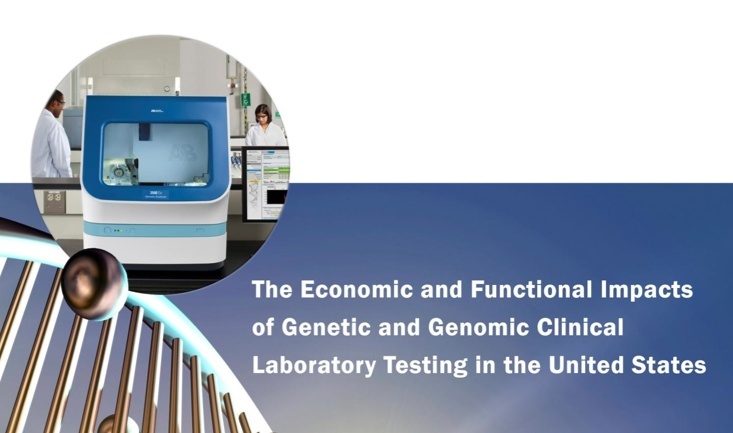 The Economic and Functional Impacts
of Genetic and Genomic Clinical
Laboratory Testing in the United States